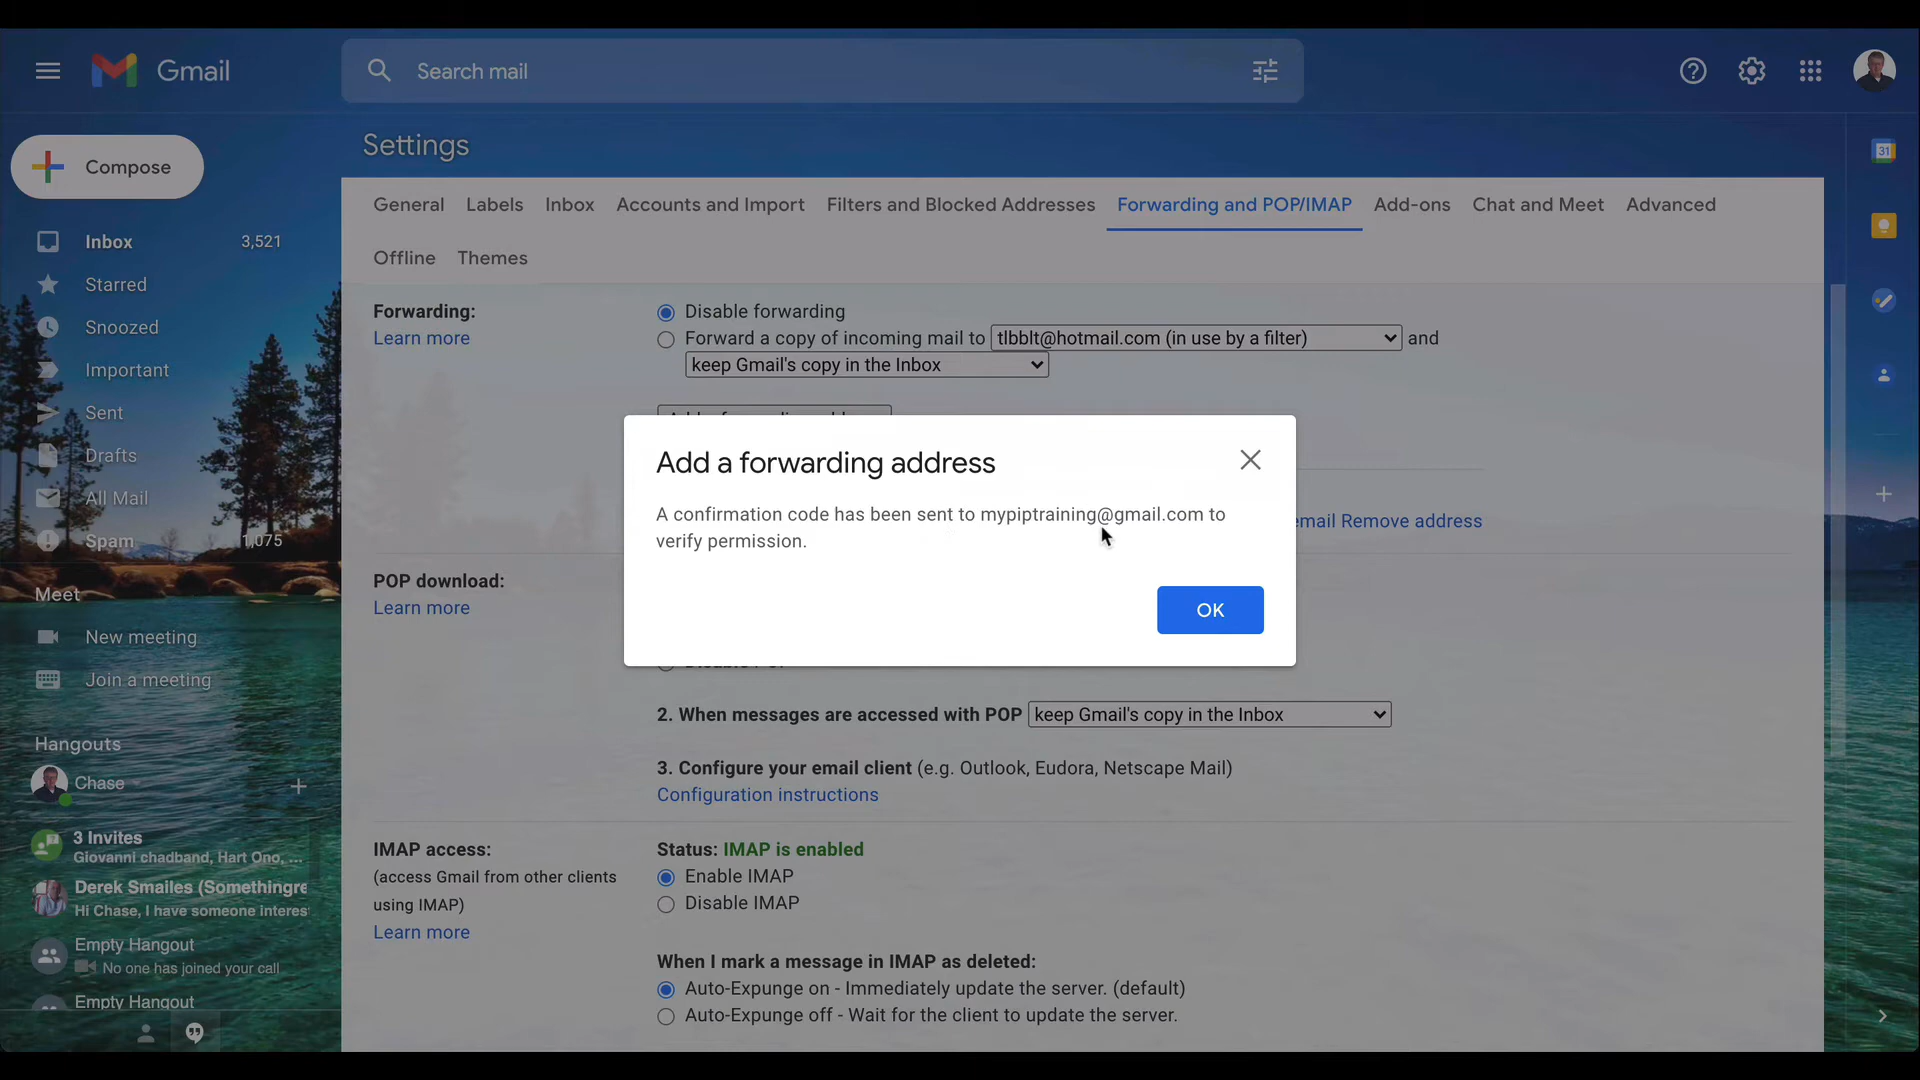 Gmail
Search mail
Compose
Inbox 3,521
Starred
Snoozed
Important
Sent
Drafts
All Mail
Spam 1,075
Meet
New meeting
Join a meeting
Hangouts
Chase
3 Invites
Giovanni chadband, Hart Ono, ...
Derek Smailes (Somethingre
Hi Chase, I have someone interes
Empty Hangout
No one has joined your call
Empty Hangout
Settings
General Labels Inbox Accounts and Import Filters and Blocked Addresses Forwarding and POP/IMAP Add-ons Chat and Meet Advanced
Offline Themes
Forwarding:
Learn more
Disable forwarding
Forward a copy of incoming mail to tlbblt@hotmail.com (in use by a filter) and
keep Gmail's copy in the Inbox
Add a forwarding address
A confirmation code has been sent to mypiptraining@gmail.com to
verify permission.
OK
email Remove address
POP download:
Learn more
2. When messages are accessed with POP keep Gmail's copy in the Inbox
3. Configure your email client (e.g. Outlook, Eudora, Netscape Mail)
Configuration instructions
IMAP access:
(access Gmail from other clients
using IMAP)
Learn more
Status: IMAP is enabled
Enable IMAP
Disable IMAP
When I mark a message in IMAP as deleted:
Auto-Expunge on - Immediately update the server. (default)
Auto-Expunge off - Wait for the client to update the server.
31